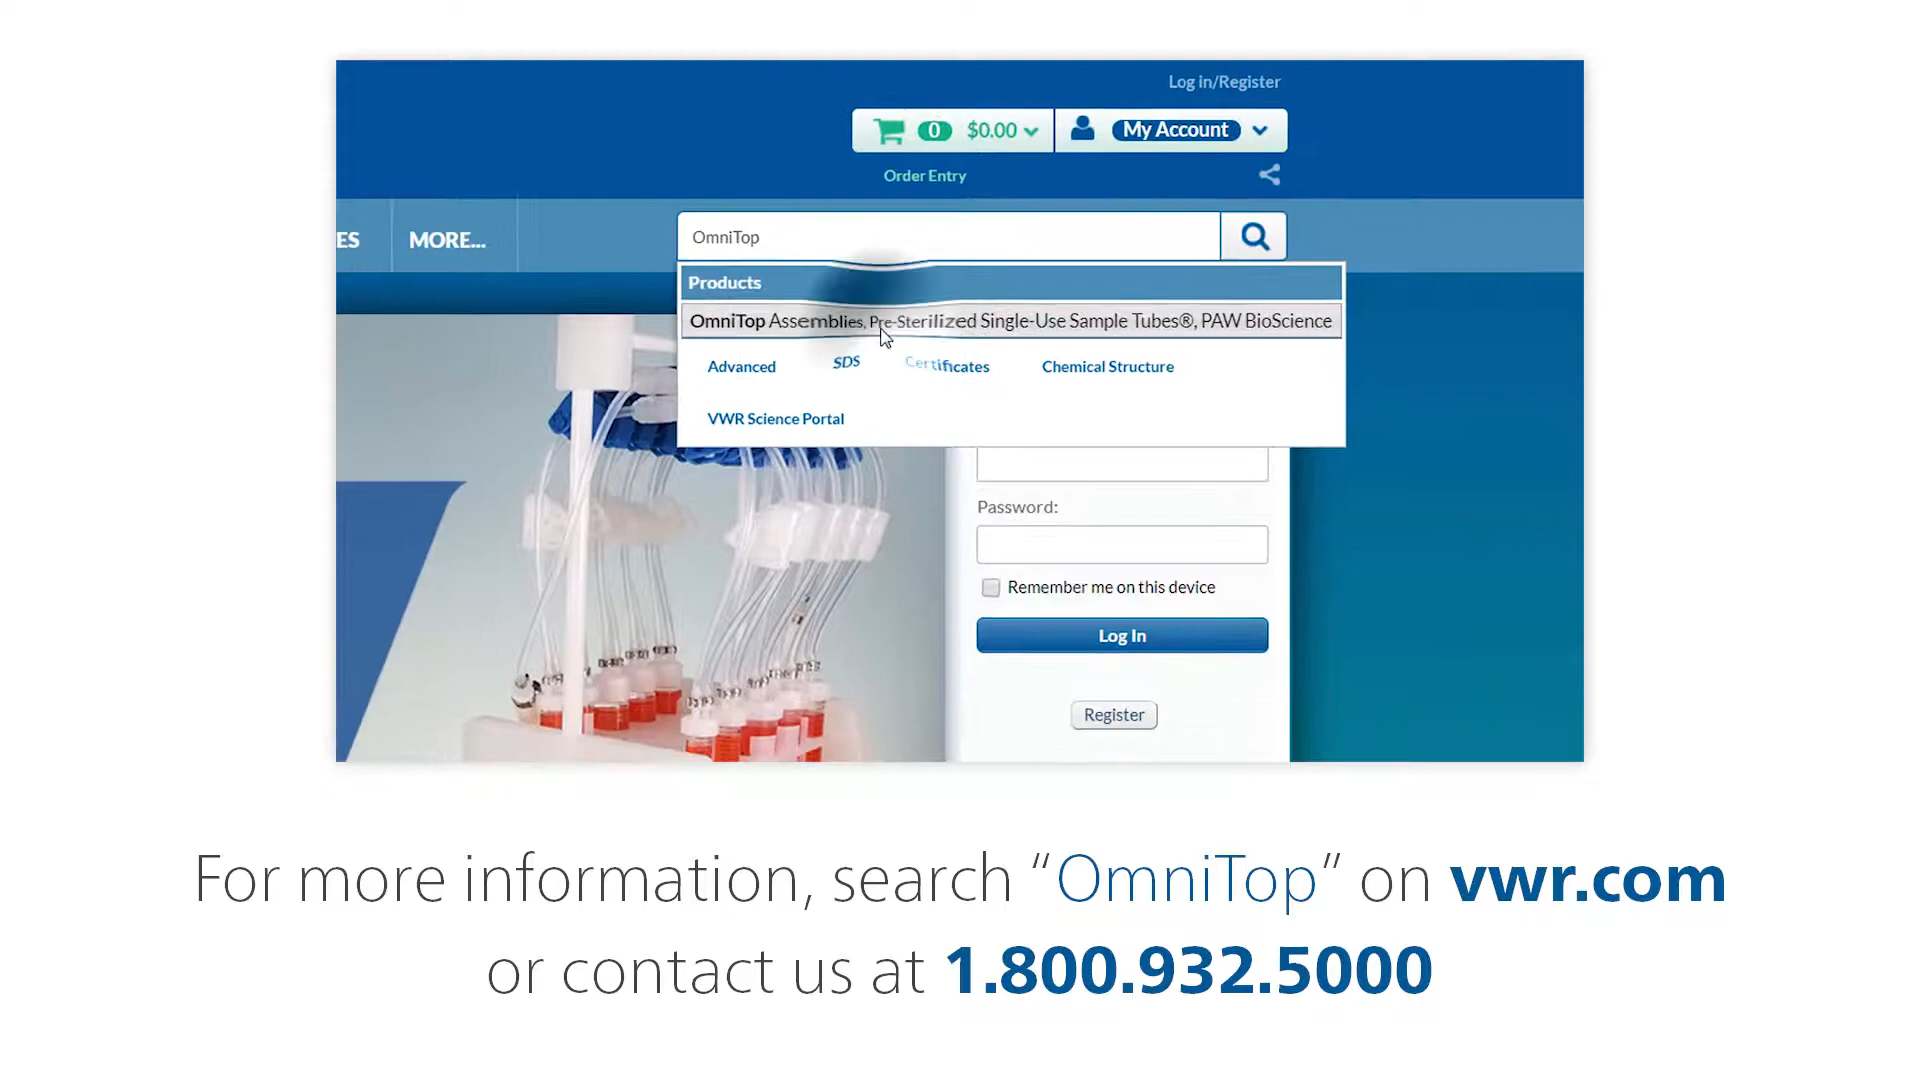 Log in/Register
0 $0.00 My Account
Order Entry
ES MORE...
OmniTop
Products
OmniTop Assemblies, Pre-Sterilized Single-Use Sample Tubes®, PAW BioScience
Advanced SDS Certificates Chemical Structure
VWR Science Portal
Password:
Remember me on this device
Log In
Register
For more information, search “OmniTop” on vwr.com
or contact us at 1.800.932.5000